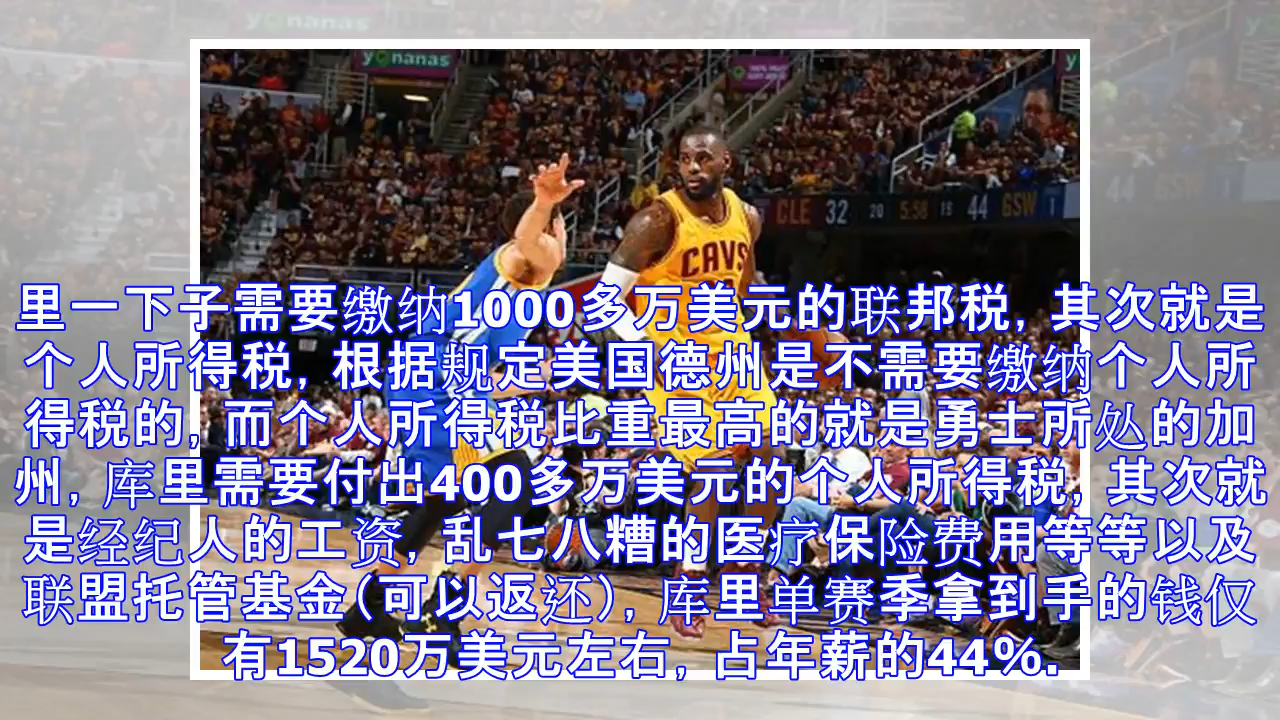 yonanas
yonanas
CLE 32 20 5:58 16 44 GSW 1
CAVS
里一下子需要缴纳1000多万美元的联邦税, 其次就是
个人所得税, 根据规定美国德州是不需要缴纳个人所
得税的, 而个人所得税比重最高的就是勇士所处的加
州, 库里需要付出400多万美元的个人所得税, 其次就
是经纪人的工资, 乱七八糟的医疗保险费用等等以及
联盟托管基金(可以返还), 库里单赛季拿到手的钱仅
有1520万美元左右, 占年薪的44%.